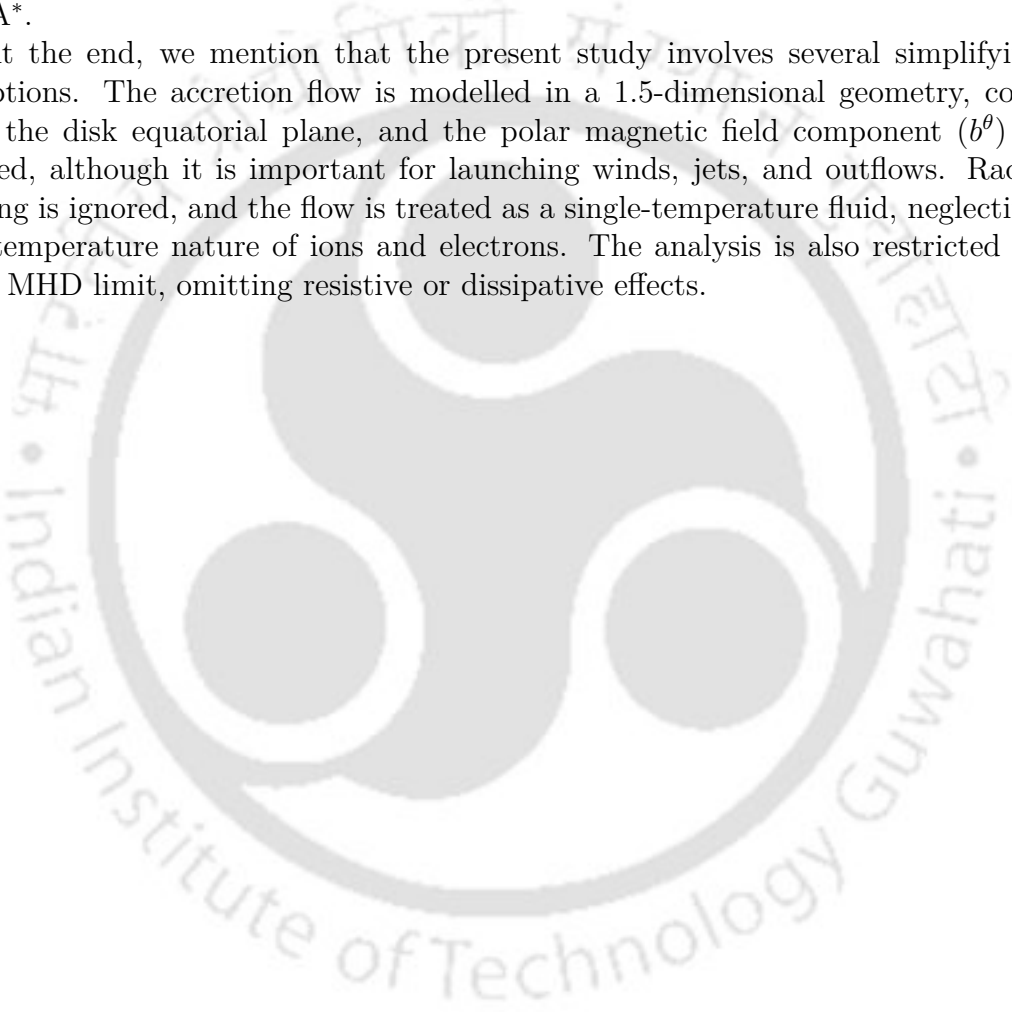 A*.
t the end, we mention that the present study involves several simplifyi
ptions. The accretion flow is modelled in a 1.5-dimensional geometry, co
the disk equatorial plane, and the polar magnetic field component (b^θ)
ed, although it is important for launching winds, jets, and outflows. Rad
ng is ignored, and the flow is treated as a single-temperature fluid, neglecti
temperature nature of ions and electrons. The analysis is also restricted
MHD limit, omitting resistive or dissipative effects.
Indian Institute of Technology Guwahati